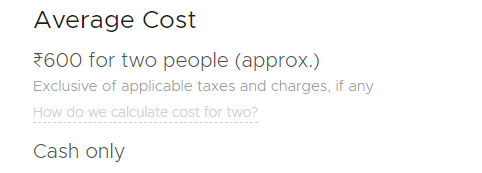 Average Cost
₹600 for two people (approx.)
Exclusive of applicable taxes and charges, if any
How do we calculate cost for two?
Cash only